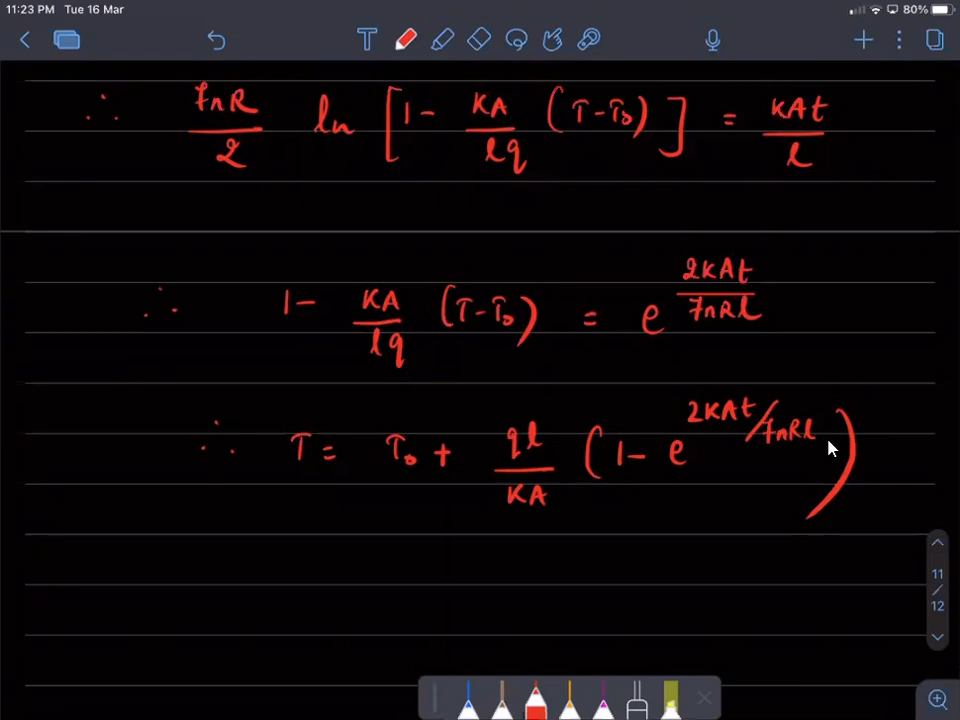 11:23 PM Tue 16 Mar 80%
∴ 7nR/2 ln [1 - KA/lq (T-T₀)] = KAt/l
∴ 1 - KA/lq (T-T₀) = e^(2KAt/7nRl)
∴ T = T₀ + ql/KA (1 - e^(2KAt/7nRl))
11
/
12